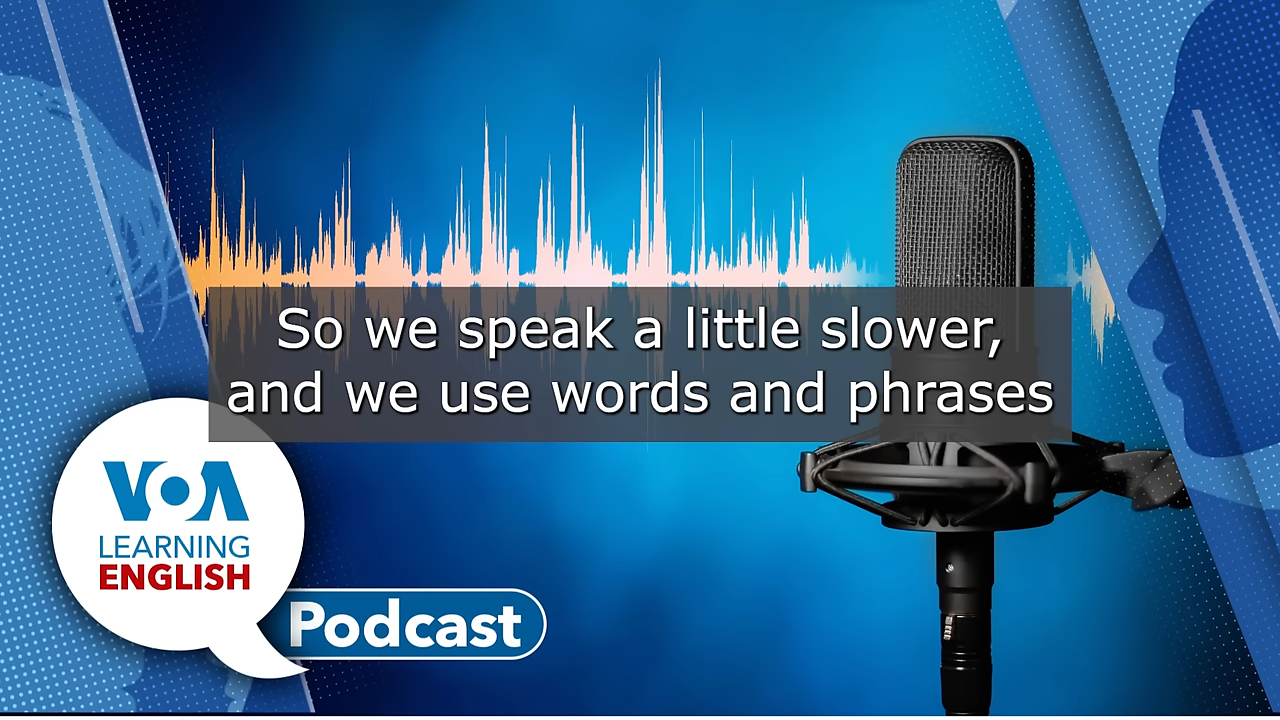 So we speak a little slower,
and we use words and phrases
VOA
LEARNING
ENGLISH
Podcast